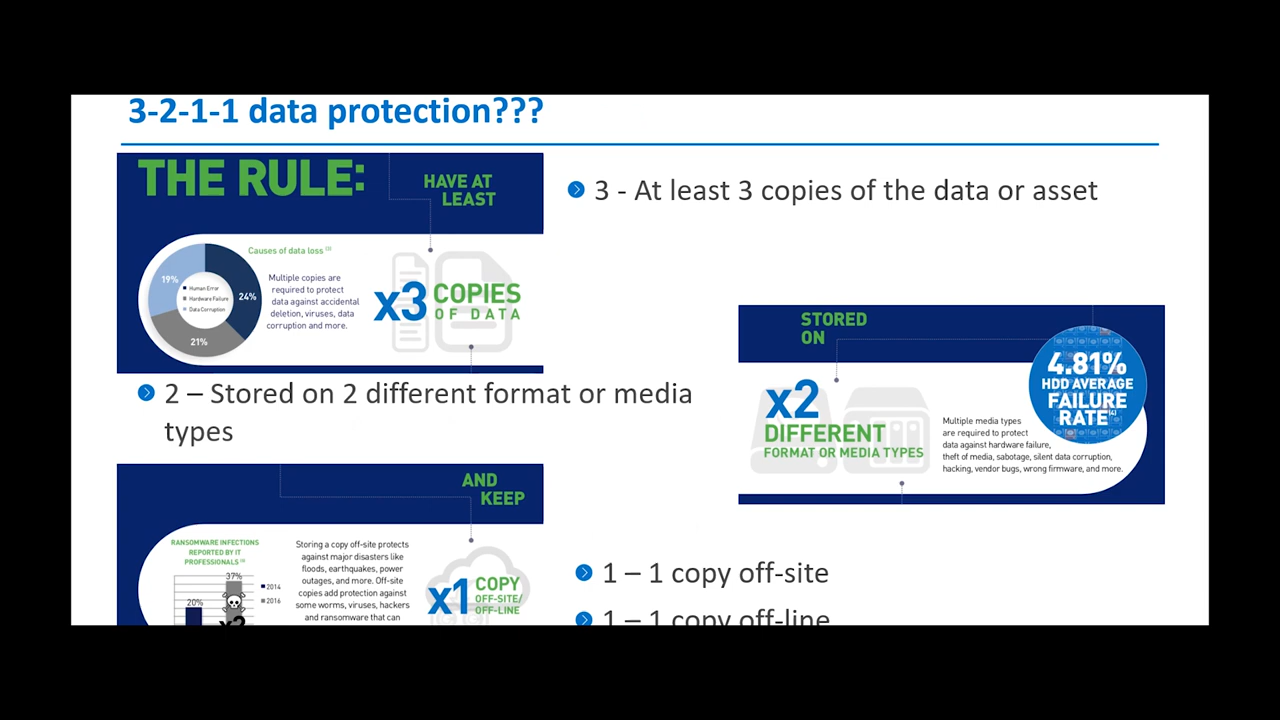 3-2-1-1 data protection???
THE RULE:
HAVE AT
LEAST
Causes of data loss (3)
19%
24%
21%
Human Error
Hardware Failure
Data Corruption
Multiple copies are
required to protect
data against accidental
deletion, viruses, data
corruption and more.
x3 COPIES
OF DATA
3 - At least 3 copies of the data or asset
STORED
ON
4.81%
HDD AVERAGE
FAILURE
RATE(4)
x2
DIFFERENT
FORMAT OR MEDIA TYPES
Multiple media types
are required to protect
data against hardware failure,
theft of media, sabotage, silent data corruption,
hacking, vendor bugs, wrong firmware, and more.
2 – Stored on 2 different format or media
types
AND
KEEP
RANSOMWARE INFECTIONS
REPORTED BY IT
PROFESSIONALS
37%
20%
x2
2014
2016
Storing a copy off-site protects
against major disasters like
floods, earthquakes, power
outages, and more. Off-site
copies add protection against
some worms, viruses, hackers
and ransomware that can
x1 COPY
OFF-SITE/
OFF-LINE
1 – 1 copy off-site
1 – 1 copy off-line